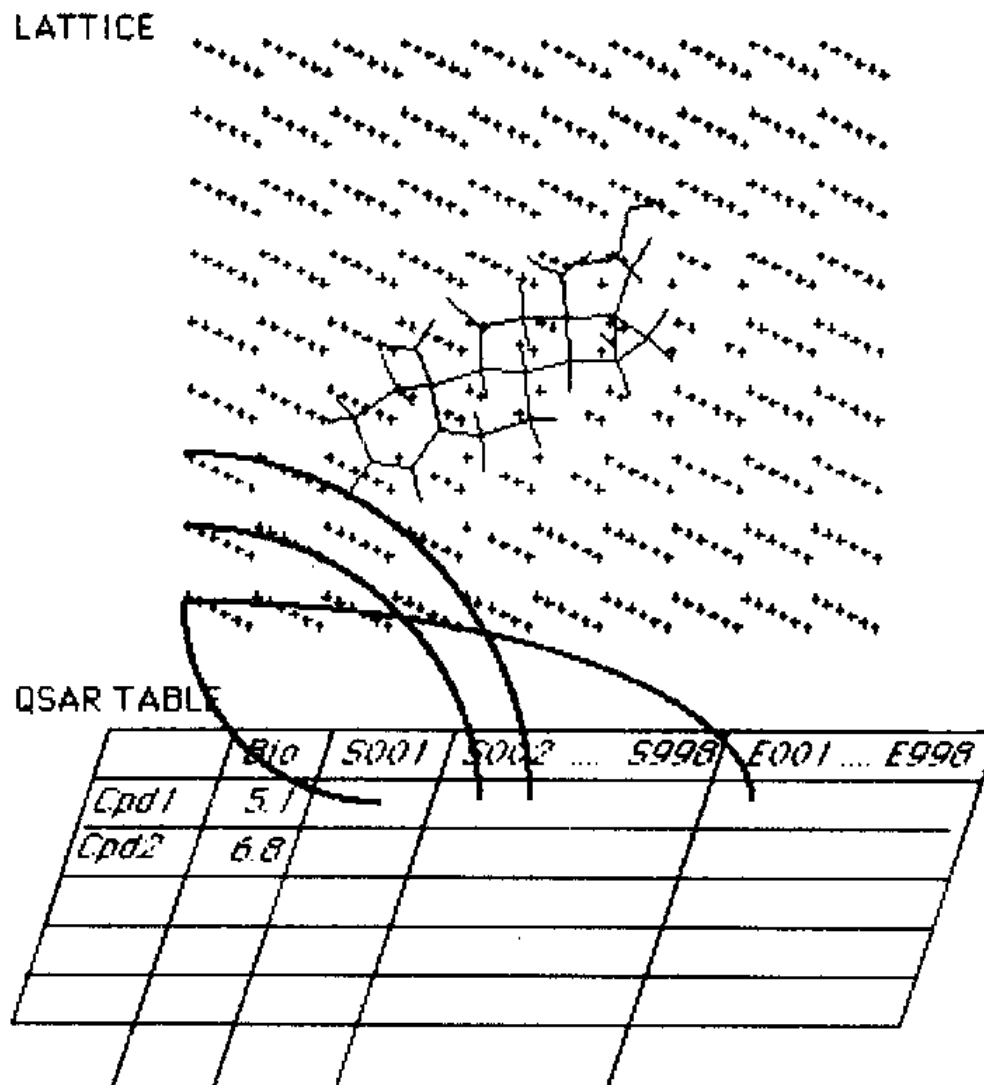 LATTICE
QSAR TABLE
Bio S001 S002 .... S998 E001 .... E998
Cpd1 5.1
Cpd2 6.8